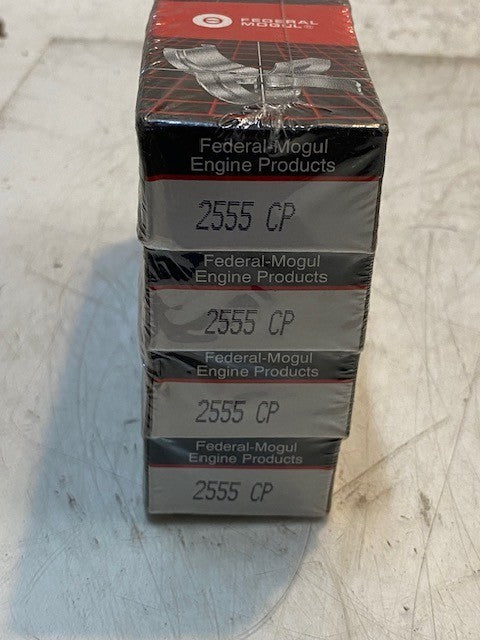 FEDERAL
MOGUL®
Federal-Mogul
Engine Products
2555 CP
Federal-Mogul
Engine Products
2555 CP
Federal-Mogul
Engine Products
2555 CP
Federal-Mogul
Engine Products
2555 CP